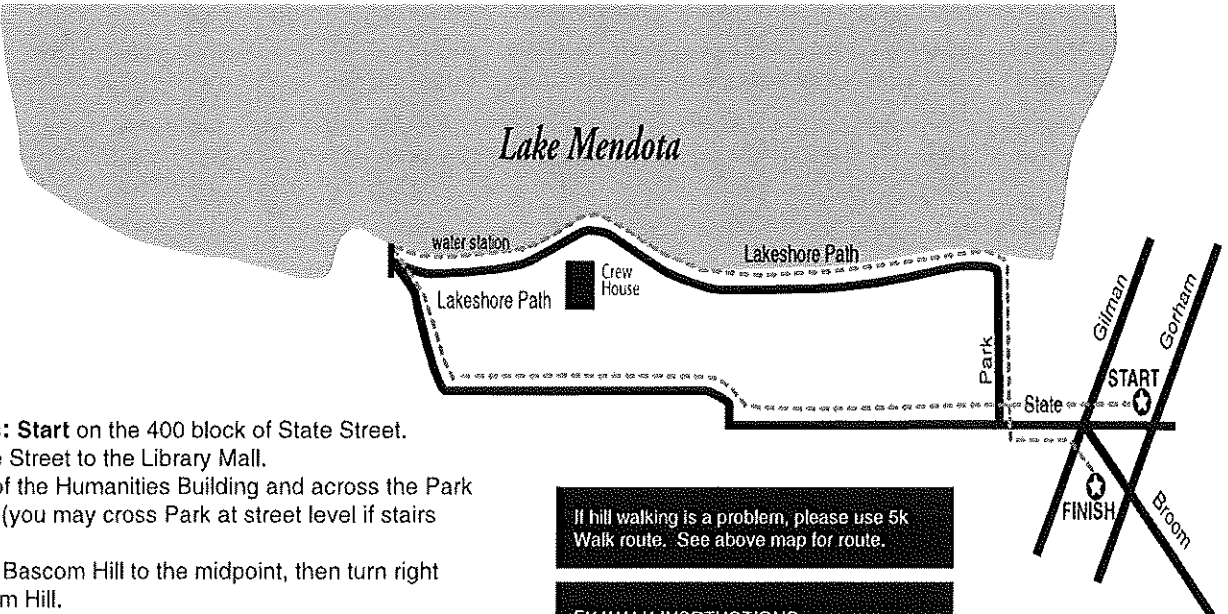 Lake Mendota
water station
Lakeshore Path
Crew
House
Lakeshore Path
Gilman
Gorham
Park
START
State
FINISH
Broom
: Start on the 400 block of State Street.
Street to the Library Mall.
of the Humanities Building and across the Park
(you may cross Park at street level if stairs
Bascom Hill to the midpoint, then turn right
m Hill.
If hill walking is a problem, please use 5k
Walk route. See above map for route.